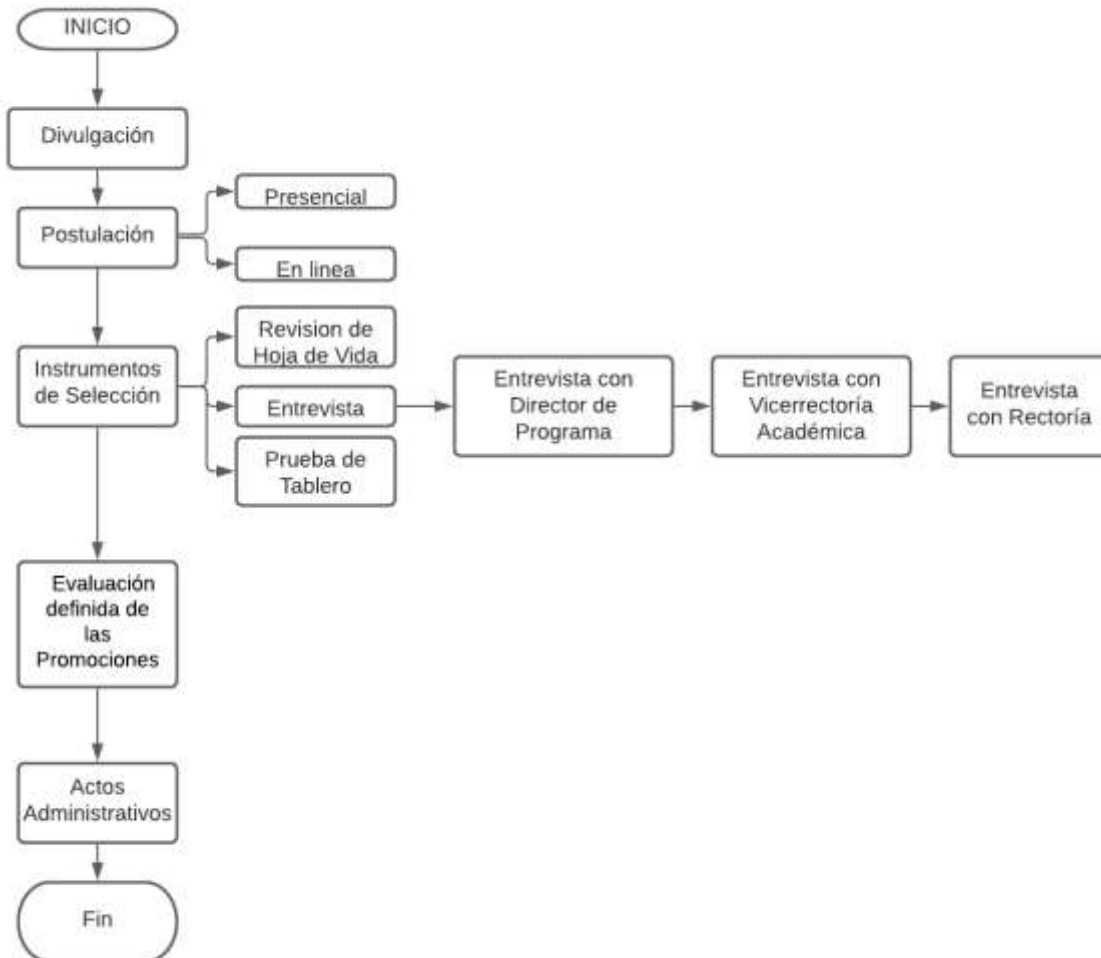 INICIO
Divulgación
Postulación
Presencial
En linea
Instrumentos
de Selección
Revision de
Hoja de Vida
Entrevista
Prueba de
Tablero
Entrevista con
Director de
Programa
Entrevista con
Vicerrectoría
Académica
Entrevista
con Rectoría
Evaluación
definida de
las
Promociones
Actos
Administrativos
Fin